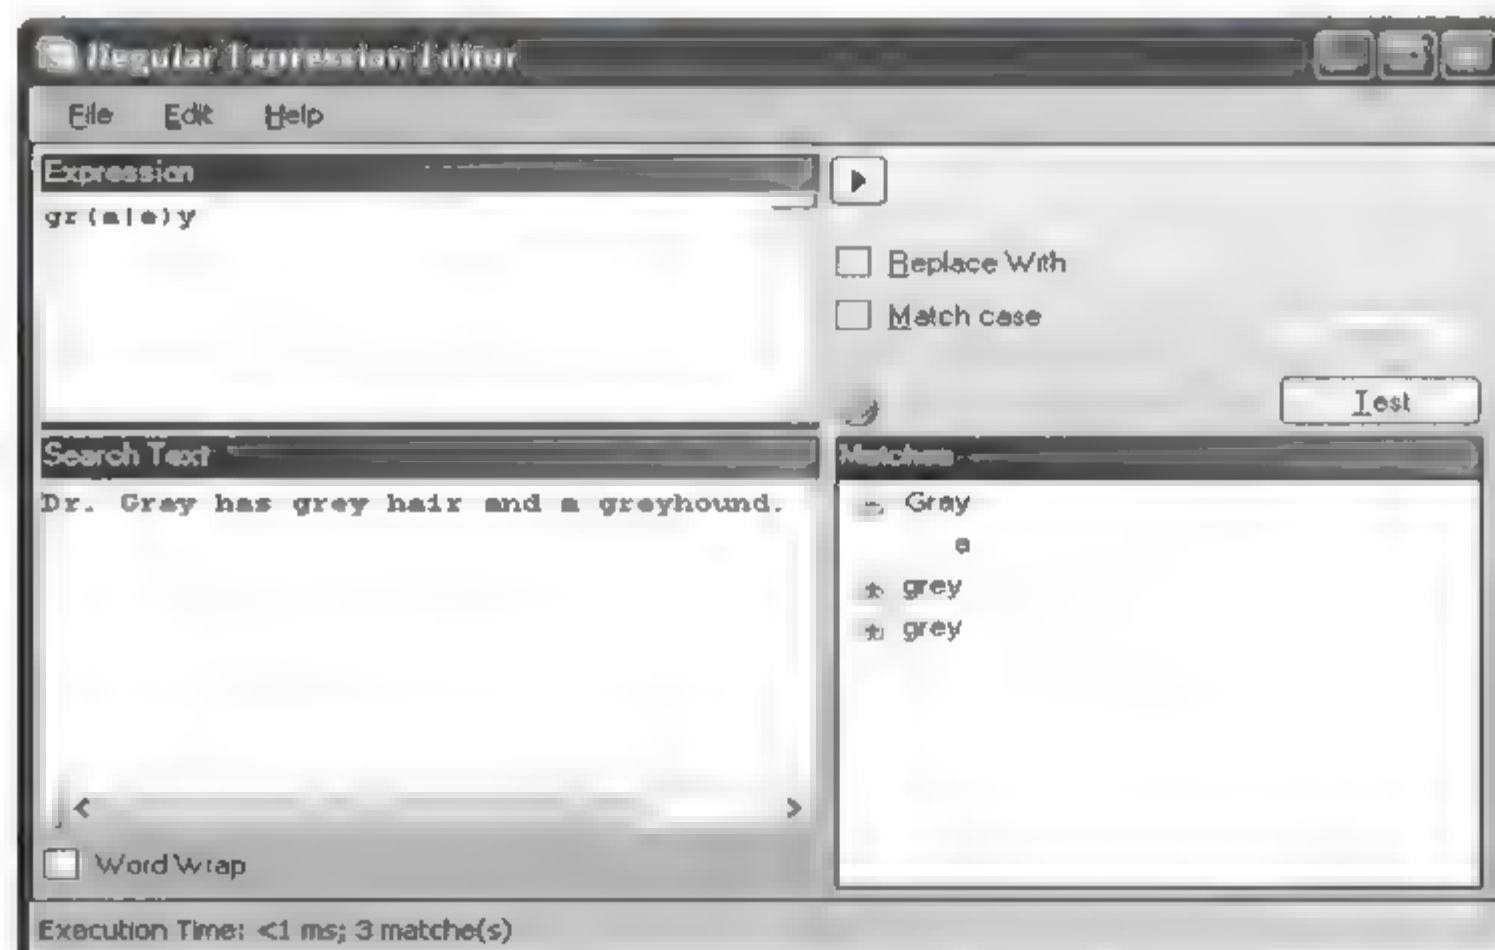 Regular Expression Editor
File Edit Help
Expression
gr(a|e)y
Replace With
Match case
Test
Search Text
Dr. Gray has grey hair and a greyhound.
Matches
Gray
a
grey
grey
Word Wrap
Execution Time: <1 ms; 3 matche(s)